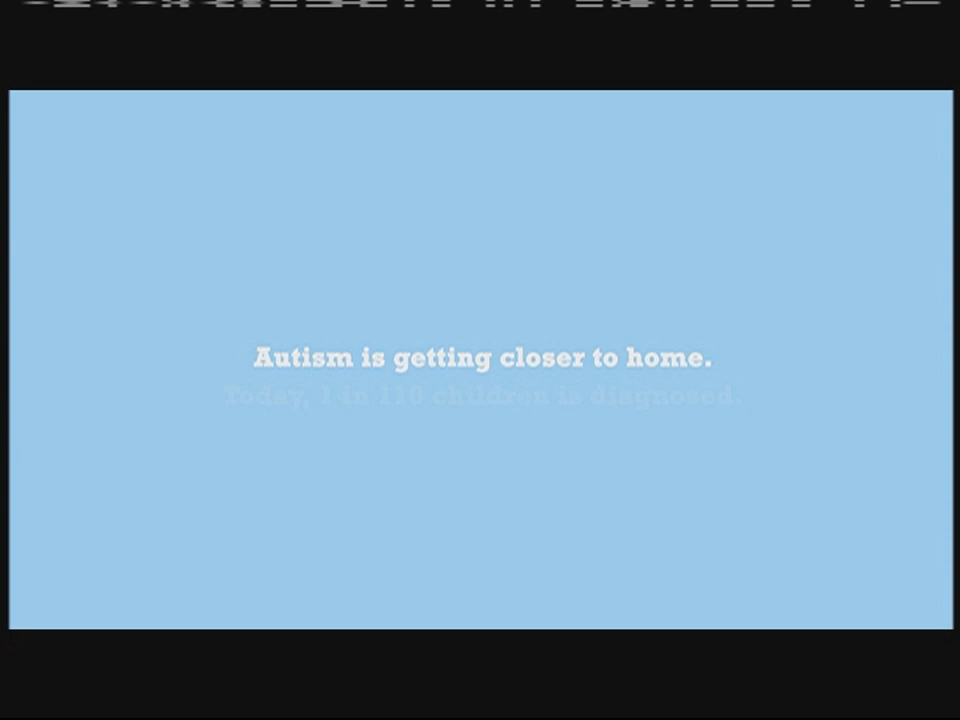 Autism is getting closer to home.
Today, 1 in 110 children is diagnosed.